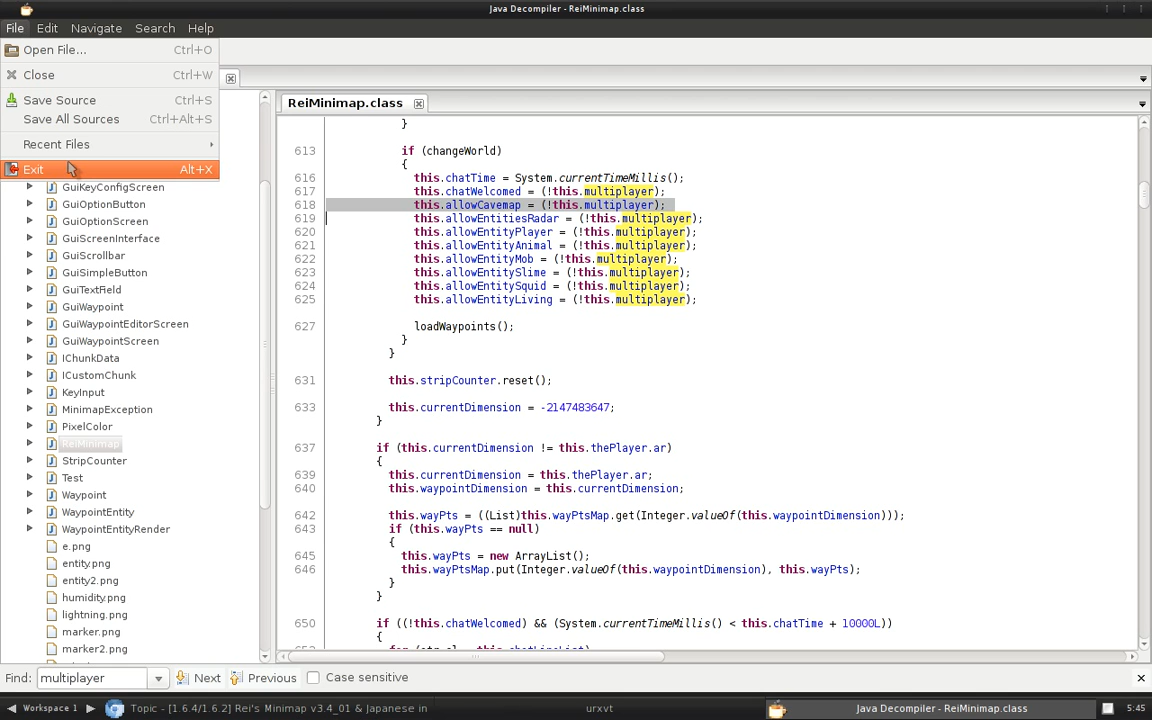 Java Decompiler - ReiMinimap.class
File Edit Navigate Search Help
Open File... Ctrl+O
Close Ctrl+W
Save Source Ctrl+S
Save All Sources Ctrl+Alt+S
Recent Files
Exit Alt+X
GuiKeyConfigScreen
GuiOptionButton
GuiOptionScreen
GuiScreenInterface
GuiScrollbar
GuiSimpleButton
GuiTextField
GuiWaypoint
GuiWaypointEditorScreen
GuiWaypointScreen
IChunkData
ICustomChunk
KeyInput
MinimapException
PixelColor
ReiMinimap
StripCounter
Test
Waypoint
WaypointEntity
WaypointEntityRender
e.png
entity.png
entity2.png
humidity.png
lightning.png
marker.png
marker2.png
ReiMinimap.class
}
613 if (changeWorld)
{
616 this.chatTime = System.currentTimeMillis();
617 this.chatWelcomed = (!this.multiplayer);
618 this.allowCavemap = (!this.multiplayer);
619 this.allowEntitiesRadar = (!this.multiplayer);
620 this.allowEntityPlayer = (!this.multiplayer);
621 this.allowEntityAnimal = (!this.multiplayer);
622 this.allowEntityMob = (!this.multiplayer);
623 this.allowEntitySlime = (!this.multiplayer);
624 this.allowEntitySquid = (!this.multiplayer);
625 this.allowEntityLiving = (!this.multiplayer);
627 loadWaypoints();
}
}
631 this.stripCounter.reset();
633 this.currentDimension = -2147483647;
}
637 if (this.currentDimension != this.thePlayer.ar)
{
639 this.currentDimension = this.thePlayer.ar;
640 this.waypointDimension = this.currentDimension;
642 this.wayPts = ((List)this.wayPtsMap.get(Integer.valueOf(this.waypointDimension)));
643 if (this.wayPts == null)
{
645 this.wayPts = new ArrayList();
646 this.wayPtsMap.put(Integer.valueOf(this.waypointDimension), this.wayPts);
}
}
650 if ((!this.chatWelcomed) && (System.currentTimeMillis() < this.chatTime + 10000L))
{
Find: multiplayer Next Previous Case sensitive
Workspace 1 Topic - [1.6.4/1.6.2] Rei's Minimap v3.4_01 & Japanese in urxvt Java Decompiler - ReiMinimap.class 5:45